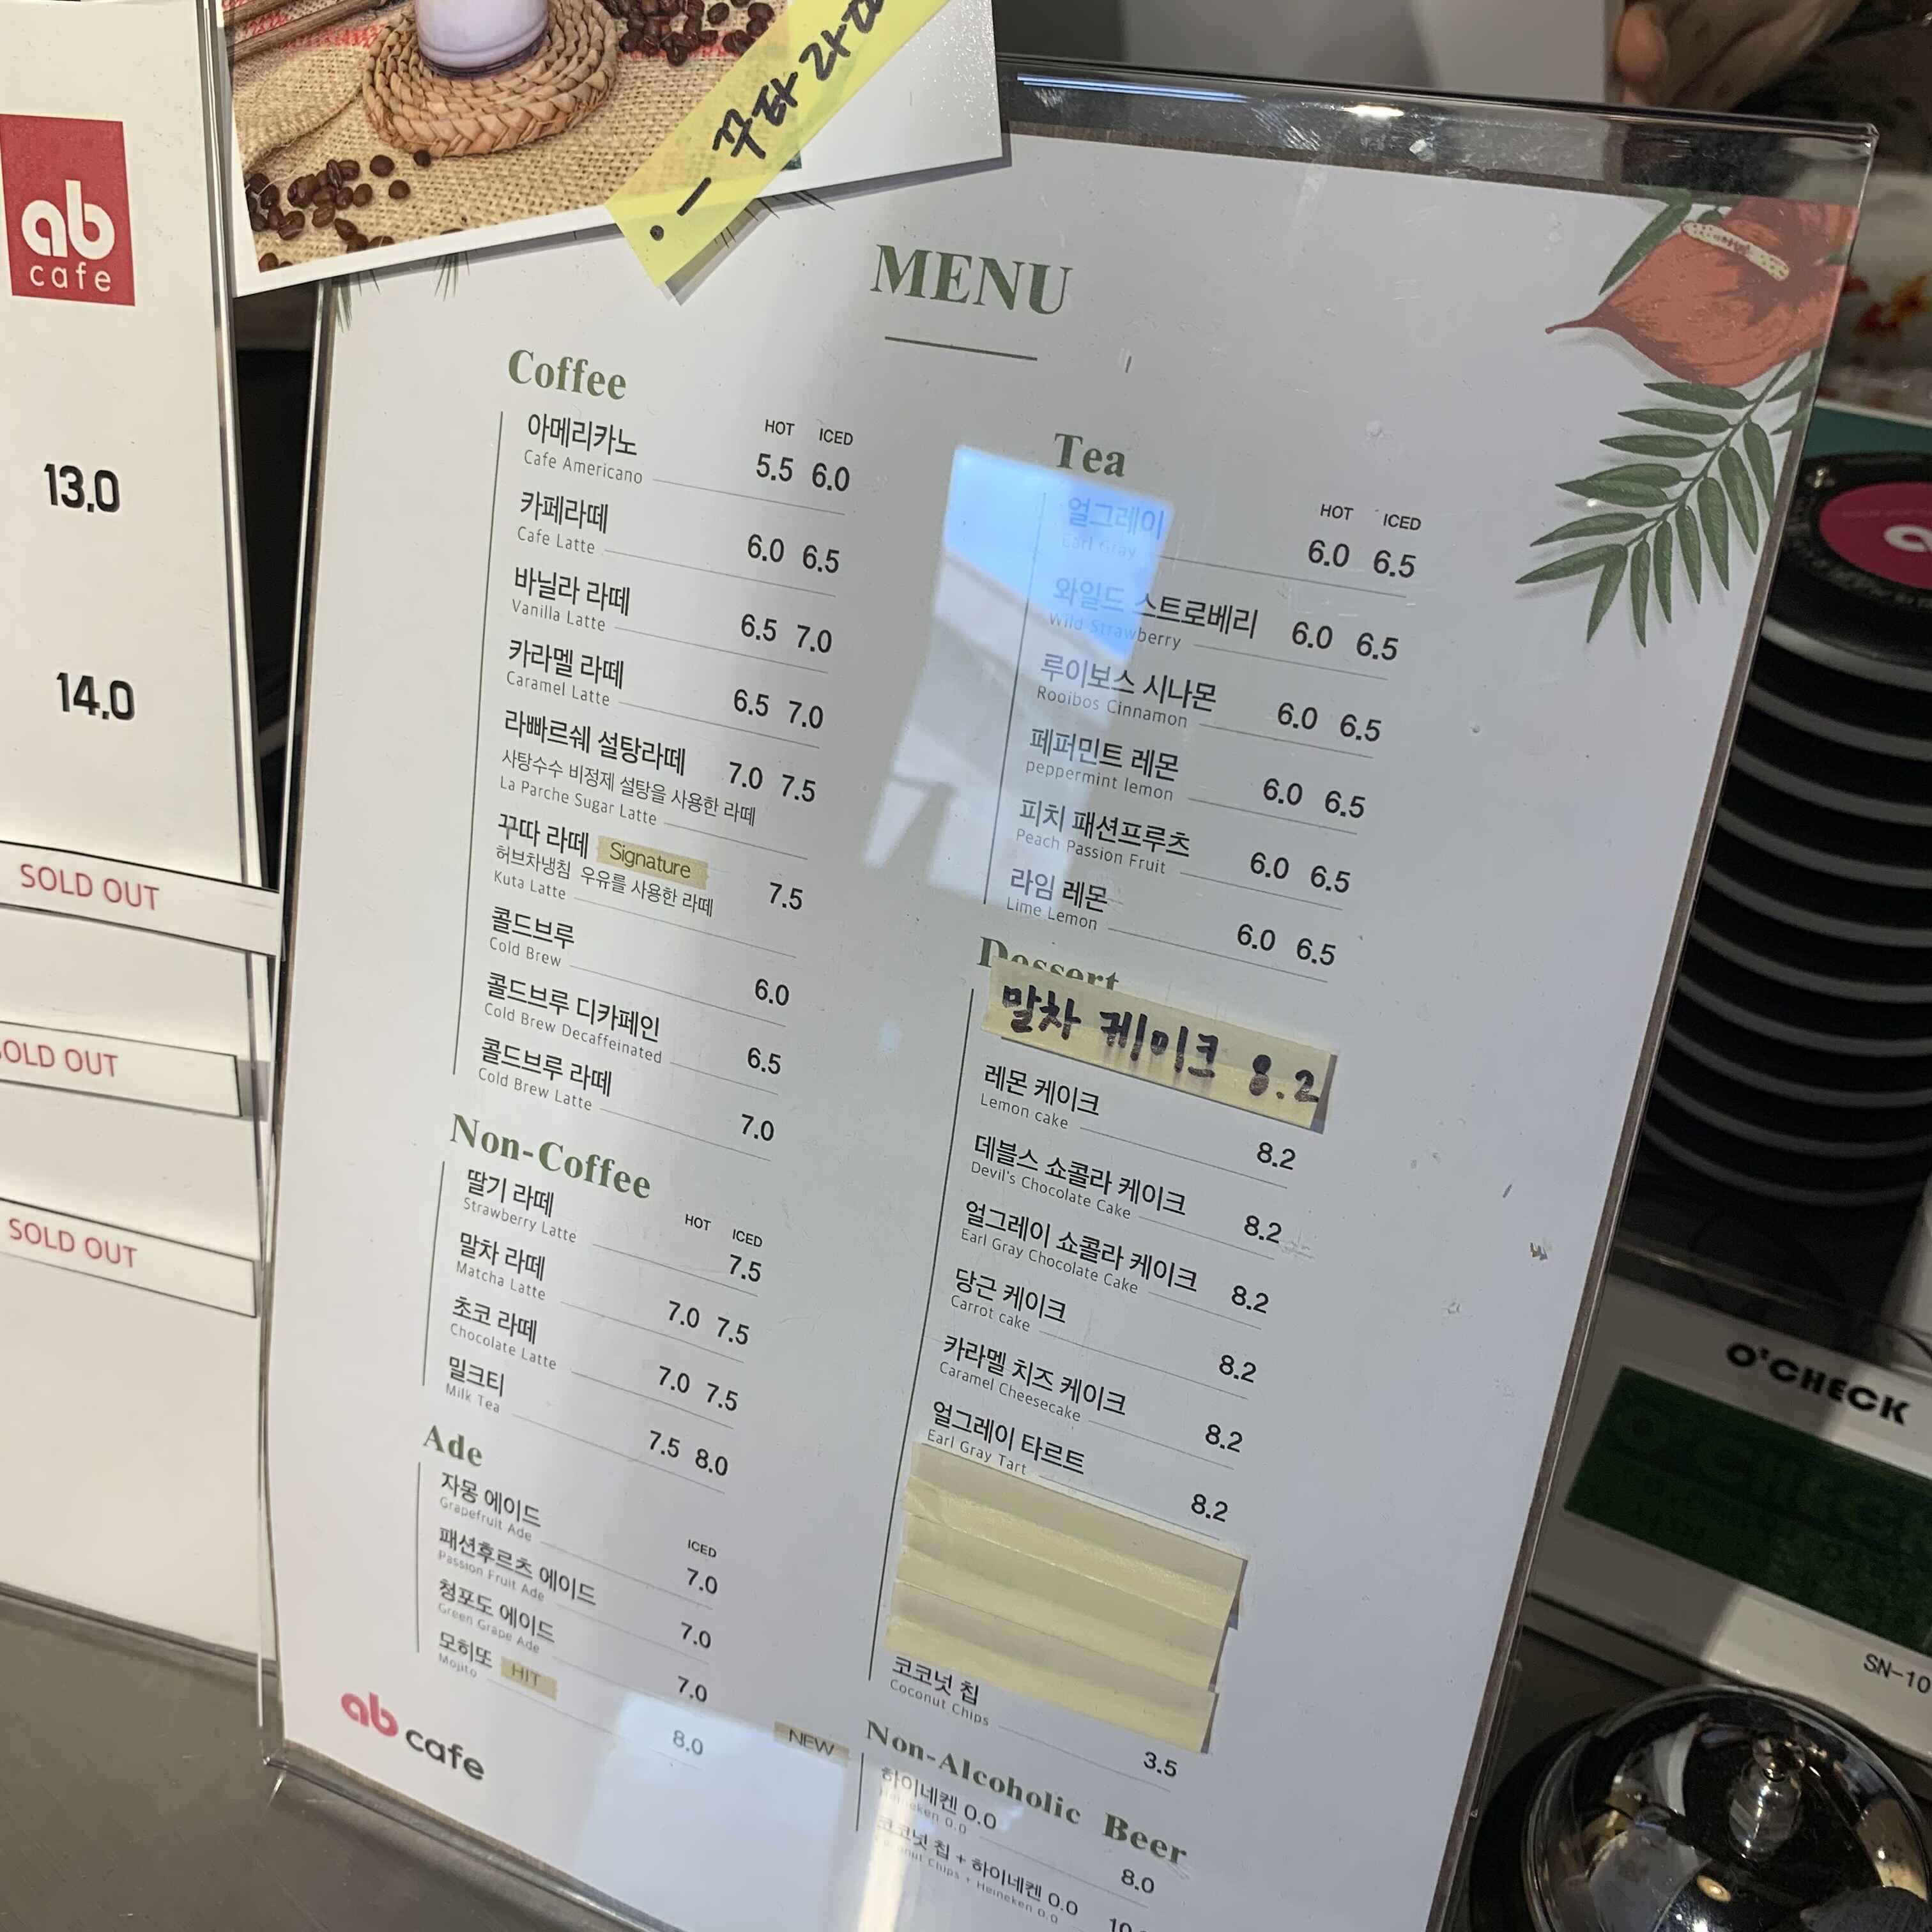 ab
cafe
13.0
14.0
SOLD OUT
SOLD OUT
SOLD OUT
MENU
Coffee
HOT ICED
아메리카노 5.5 6.0
Cafe Americano
카페라떼 6.0 6.5
Cafe Latte
바닐라 라떼 6.5 7.0
Vanilla Latte
카라멜 라떼 6.5 7.0
Caramel Latte
라빠르쉐 설탕라떼 7.0 7.5
사탕수수 비정제 설탕을 사용한 라떼
La Parche Sugar Latte
꾸따 라떼 Signature 7.5
허브차냉침 우유를 사용한 라떼
Kuta Latte
콜드브루 6.0
Cold Brew
콜드브루 디카페인 6.5
Cold Brew Decaffeinated
콜드브루 라떼 7.0
Cold Brew Latte
Non-Coffee
HOT ICED
딸기 라떼 7.5
Strawberry Latte
말차 라떼 7.0 7.5
Matcha Latte
초코 라떼 7.0 7.5
Chocolate Latte
밀크티 7.5 8.0
Milk Tea
Ade
ICED
자몽 에이드 7.0
Grapefruit Ade
패션후르츠 에이드 7.0
Passion Fruit Ade
청포도 에이드 7.0
Green Grape Ade
모히또 HIT 8.0
Mojito
ab cafe
Tea
HOT ICED
얼그레이 6.0 6.5
Earl Gray
와일드 스트로베리 6.0 6.5
Wild Strawberry
루이보스 시나몬 6.0 6.5
Rooibos Cinnamon
페퍼민트 레몬 6.0 6.5
peppermint lemon
피치 패션프루츠 6.0 6.5
Peach Passion Fruit
라임 레몬 6.0 6.5
Lime Lemon
Dessert
말차 케이크 8.2
레몬 케이크 8.2
Lemon cake
데블스 쇼콜라 케이크 8.2
Devil's Chocolate Cake
얼그레이 쇼콜라 케이크 8.2
Earl Gray Chocolate Cake
당근 케이크 8.2
Carrot cake
카라멜 치즈 케이크 8.2
Caramel Cheesecake
얼그레이 타르트 8.2
Earl Gray Tart
코코넛 칩 3.5
Coconut Chips
NEW Non-Alcoholic Beer
하이네켄 0.0 8.0
0.0
코코넛 칩 + 하이네켄 0.0
Chips + Heineken 0.0
O'CHECK
SN-10